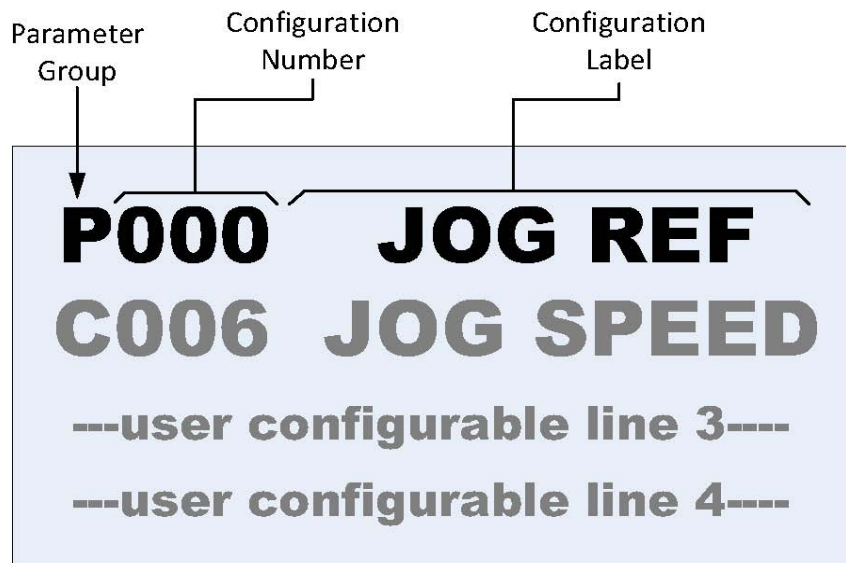 Parameter
Group
Configuration
Number
Configuration
Label
P000 JOG REF
C006 JOG SPEED
---user configurable line 3----
---user configurable line 4----